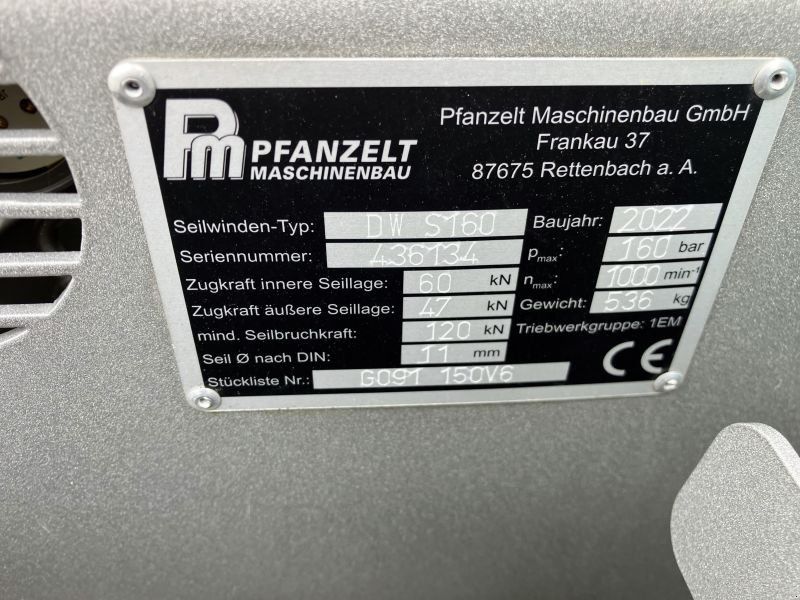 Pm PFANZELT
MASCHINENBAU
Pfanzelt Maschinenbau GmbH
Frankau 37
87675 Rettenbach a. A.
Seilwinden-Typ: DW S160
Baujahr: 2022
Seriennummer: 436134
pmax: 160 bar
Zugkraft innere Seillage: 60 kN
nmax: 1000 min⁻¹
Zugkraft äußere Seillage: 47 kN
Gewicht: 536 kg
mind. Seilbruchkraft: 120 kN
Triebwerkgruppe: 1EM
Seil Ø nach DIN: 11 mm
CE
Stückliste Nr.: G091 150V6